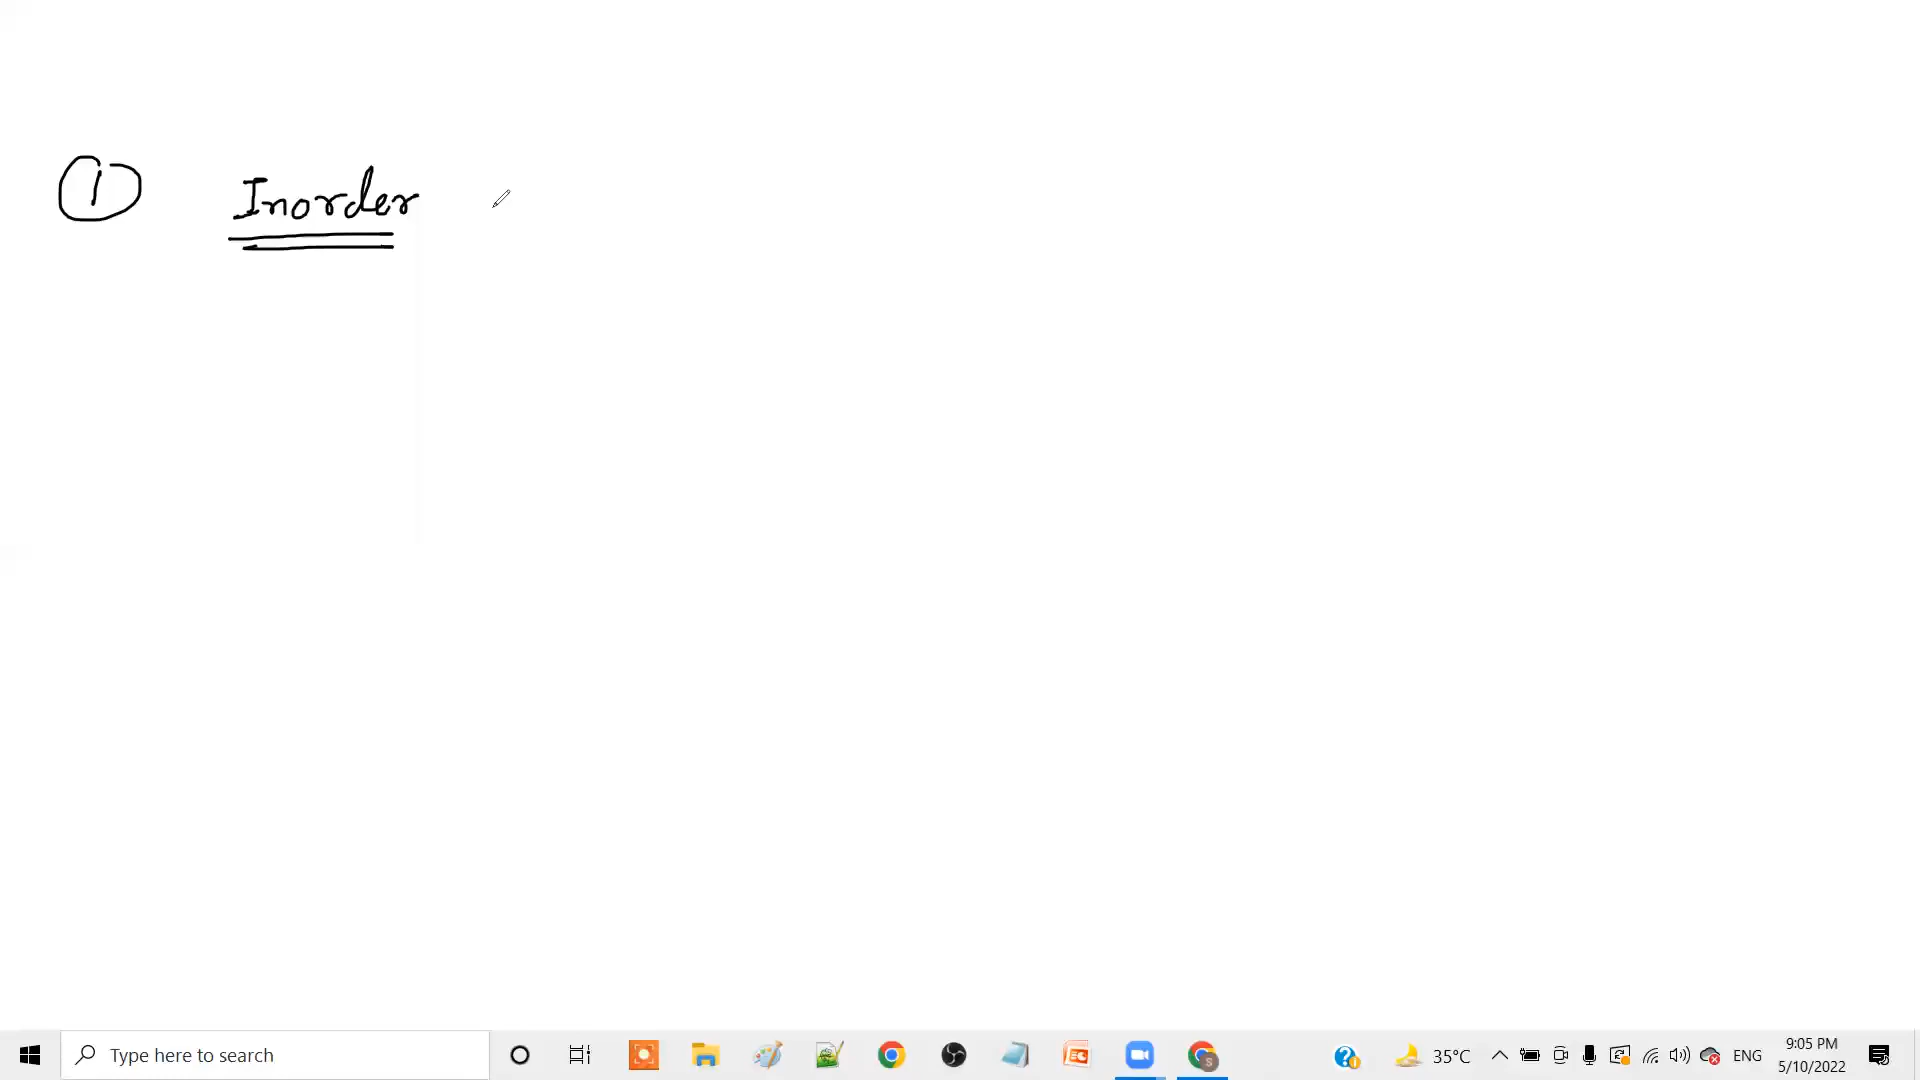 1 Inorder
Type here to search
35°C
ENG
9:05 PM
5/10/2022